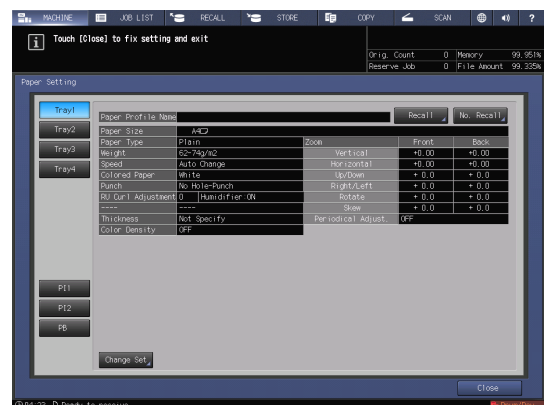 MACHINE JOB LIST RECALL STORE COPY SCAN ?
Touch [Close] to fix setting and exit
Orig. Count 0 Memory 99.951%
Reserve Job 0 File Amount 99.335%
Paper Setting
Tray1
Tray2
Tray3
Tray4
PI1
PI2
PB
Paper Profile Name Recall No. Recall
Paper Size A4
Paper Type Plain Zoom Front Back
Weight 62-74g/m2 Vertical +0.00 +0.00
Speed Auto Change Horizontal +0.00 +0.00
Colored Paper White Up/Down + 0.0 + 0.0
Punch No Hole-Punch Right/Left + 0.0 + 0.0
RU Curl Adjustment 0 Humidifier:ON Rotate + 0.0 + 0.0
---- ---- Skew + 0.0 + 0.0
Thickness Not Specify Periodical Adjust. OFF
Color Density OFF
Change Set
Close